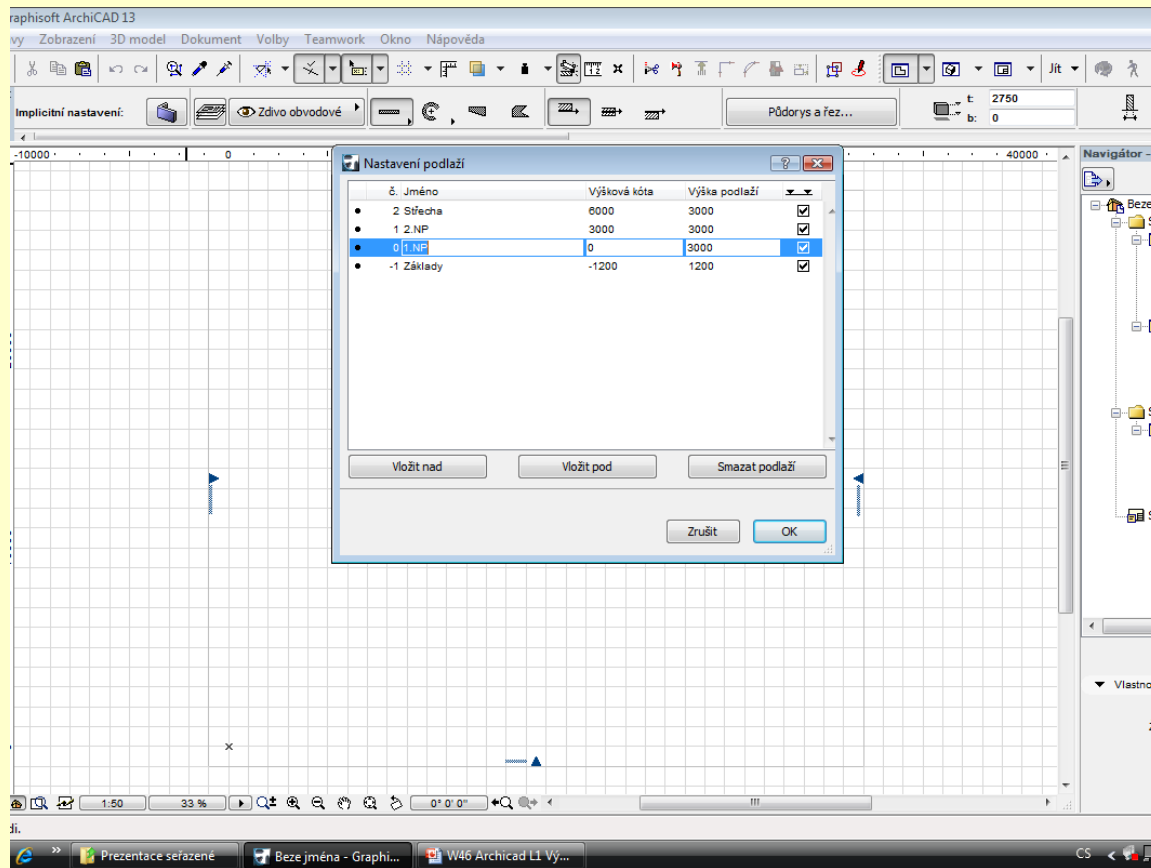 raphisoft ArchiCAD 13
vy Zobrazení 3D model Dokument Volby Teamwork Okno Nápověda
Jít
Implicitní nastavení: Zdivo obvodové Půdorys a řez... t: 2750
b: 0
-10000 0 40000 Navigátor -
Nastavení podlaží
č. Jméno Výšková kóta Výška podlaží
2 Střecha 6000 3000
1 2.NP 3000 3000
0 1.NP 0 3000
-1 Základy -1200 1200
Beze
Vložit nad Vložit pod Smazat podlaží
Zrušit OK
Vlastno
1:50 33 % 0° 0' 0"
di.
Prezentace seřazené Beze jména - Graphi... W46 Archicad L1 Vý... CS